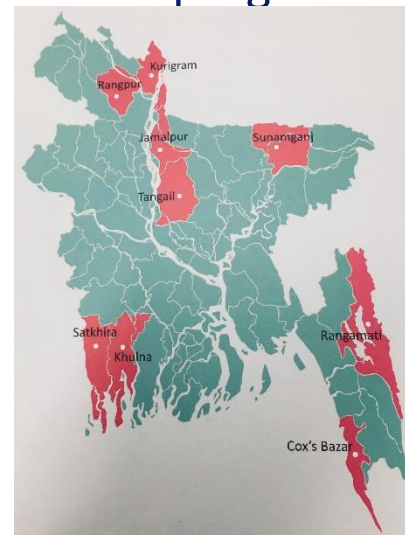 Kurigram
Rangpur
Jamalpur
Sunamganj
Tangail
Satkhira
Khulna
Rangamati
Cox's Bazar